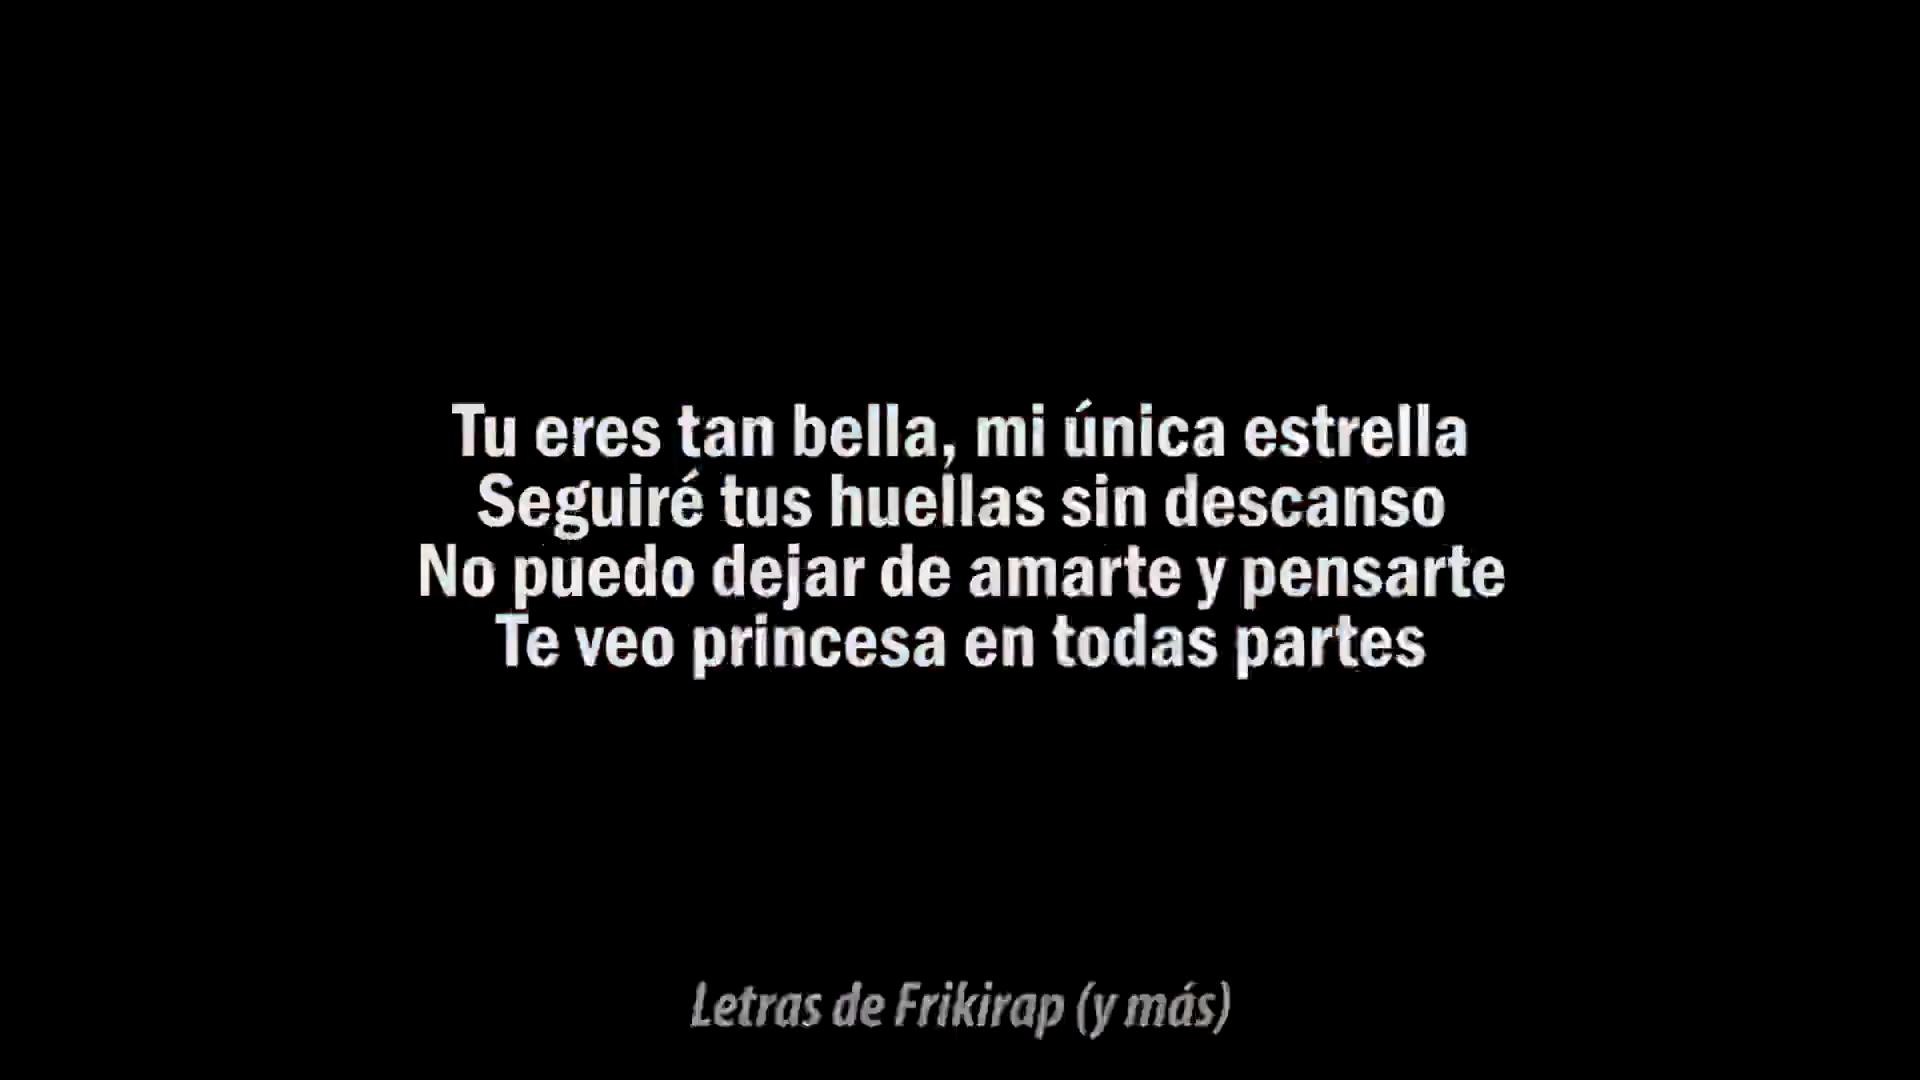 Tu eres tan bella, mi única estrella
Seguiré tus huellas sin descanso
No puedo dejar de amarte y pensarte
Te veo princesa en todas partes
Letras de Frikirap (y más)